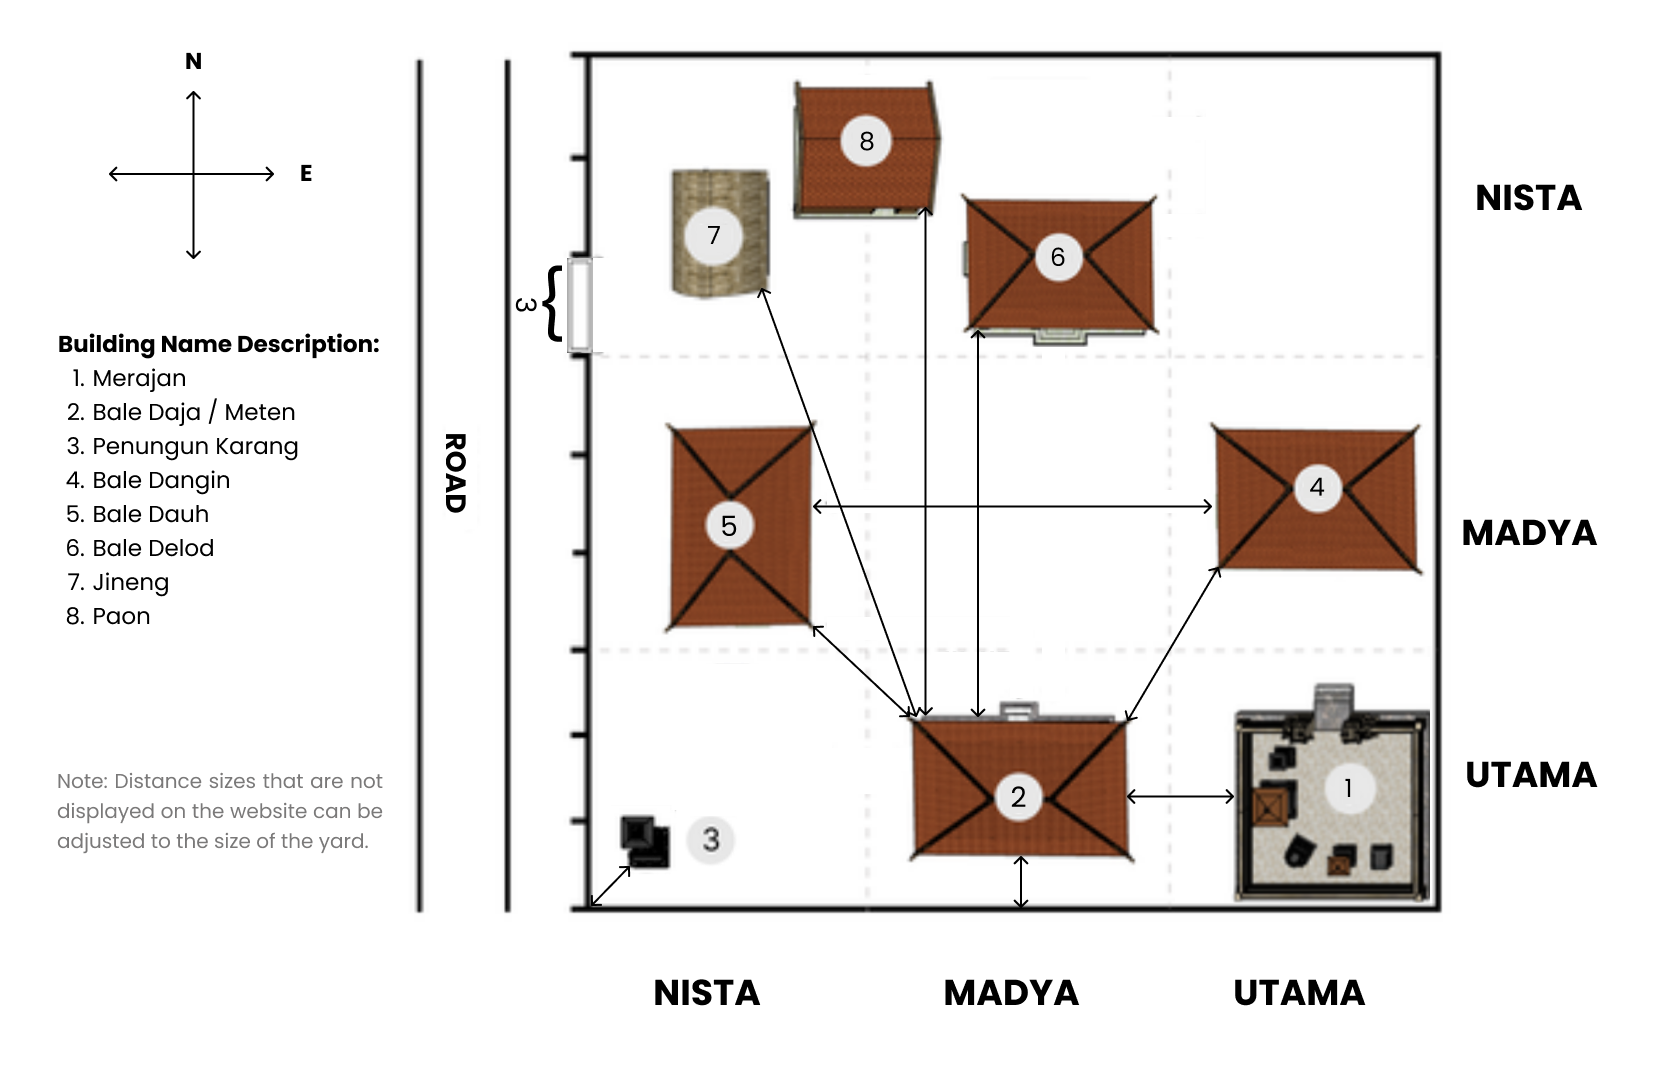 N
E
Building Name Description:
1. Merajan
2. Bale Daja / Meten
3. Penungun Karang
4. Bale Dangin
5. Bale Dauh
6. Bale Delod
7. Jineng
8. Paon
Note: Distance sizes that are not
displayed on the website can be
adjusted to the size of the yard.
ROAD
3
8
7
6
5
4
3
2
1
NISTA
MADYA
UTAMA
NISTA
MADYA
UTAMA